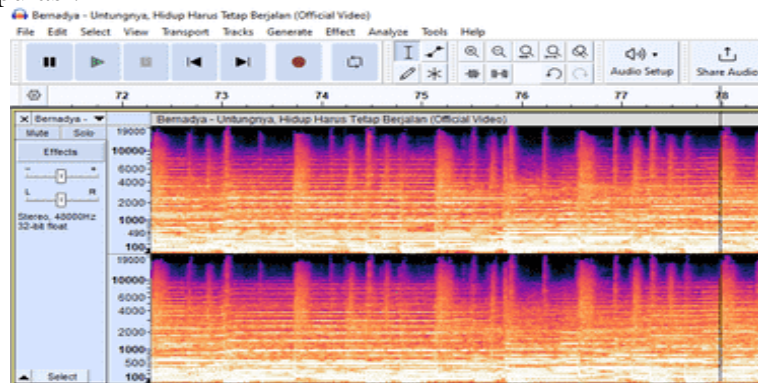 Bernadya - Untungnya, Hidup Harus Tetap Berjalan (Official Video)
File Edit Select View Transport Tracks Generate Effect Analyze Tools Help
Audio Setup Share Audio
72 73 74 75 76 77 78
Bernadya -
Bernadya - Untungnya, Hidup Harus Tetap Berjalan (Official Video)
Mute Solo
Effects
- +
L R
Stereo, 48000Hz
32-bit float
19000
10000
6000
4000
2000
1000
490
100
19000
10000
6000
4000
2000
1000
500
100
Select